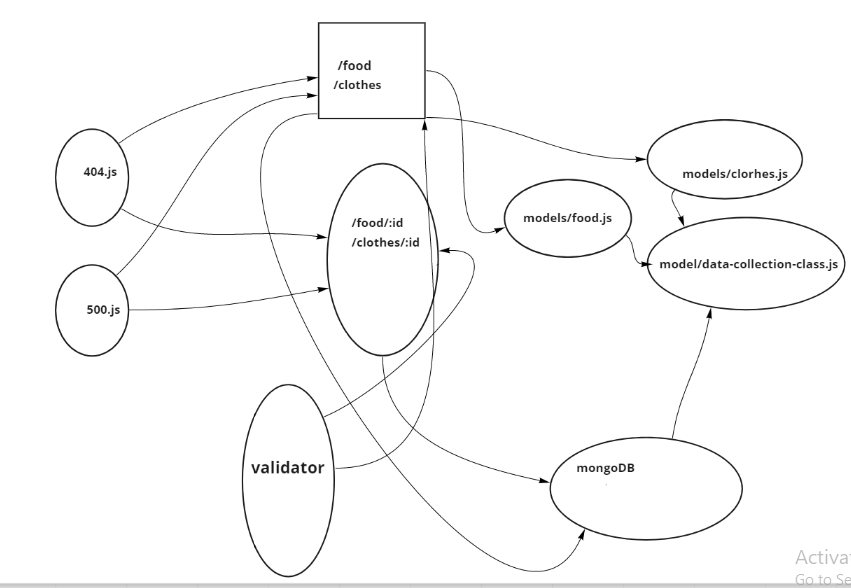 /food
/clothes
404.js
models/clorhes.js
/food/:id
/clothes/:id
models/food.js
model/data-collection-class.js
500.js
validator
mongoDB
Activa
Go to Se